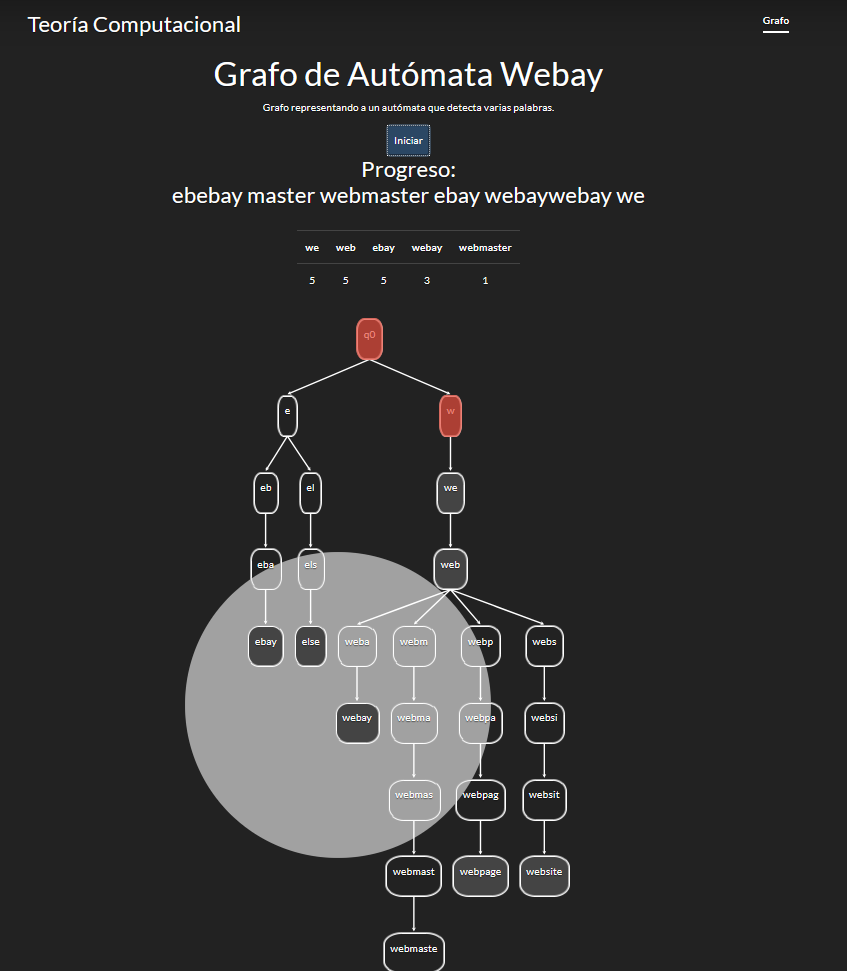 Teoría Computacional
Grafo
Grafo de Autómata Webay
Grafo representando a un autómata que detecta varias palabras.
Iniciar
Progreso:
ebebay master webmaster ebay webaywebay we
we web ebay webay webmaster
5 5 5 3 1
q0
e w
eb el we
eba els web
ebay else weba webm webp webs
webay webma webpa websi
webmas webpag websit
webmast webpage website
webmaste